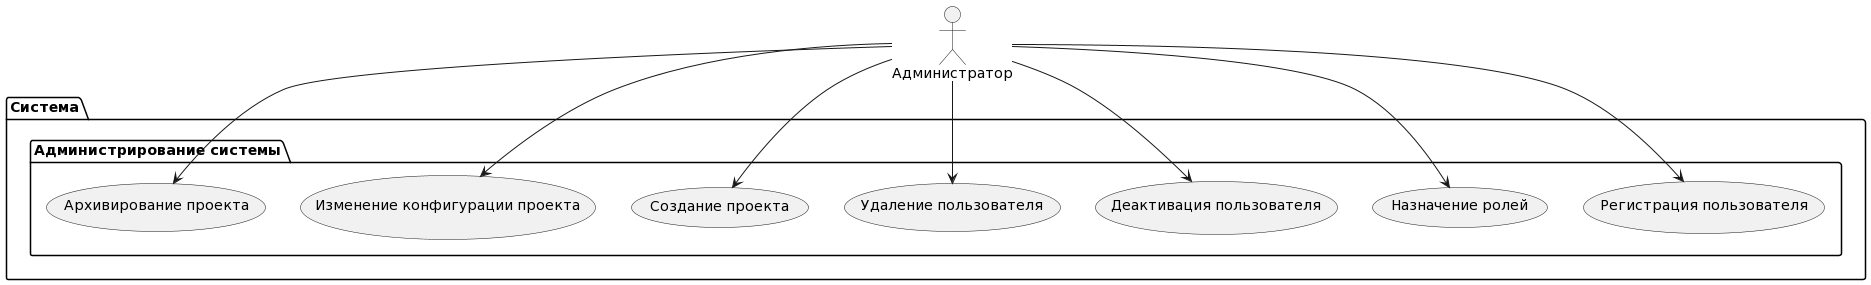 Администратор
Система
Администрирование системы
Архивирование проекта
Изменение конфигурации проекта
Создание проекта
Удаление пользователя
Деактивация пользователя
Назначение ролей
Регистрация пользователя